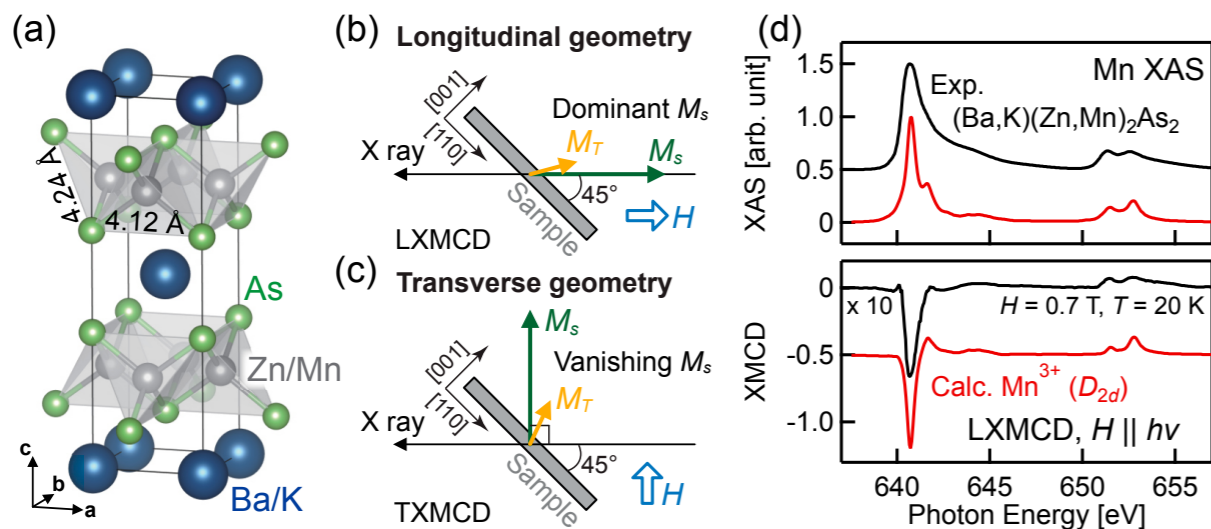 (a)
4.24 Å
4.12 Å
As
Zn/Mn
Ba/K
c
b
a
(b) Longitudinal geometry
[001]
[110]
Dominant Mₛ
X ray
M_T
Mₛ
45°
Sample
H
LXMCD
(c) Transverse geometry
Mₛ
[001]
Vanishing Mₛ
[110]
M_T
X ray
45°
Sample
H
TXMCD
(d)
Mn XAS
Exp.
(Ba,K)(Zn,Mn)₂As₂
XAS [arb. unit]
1.5
1.0
0.5
0
x 10
H = 0.7 T, T = 20 K
Calc. Mn³⁺ (D₂d)
LXMCD, H || hν
XMCD
0
-0.5
-1.0
640 645 650 655
Photon Energy [eV]